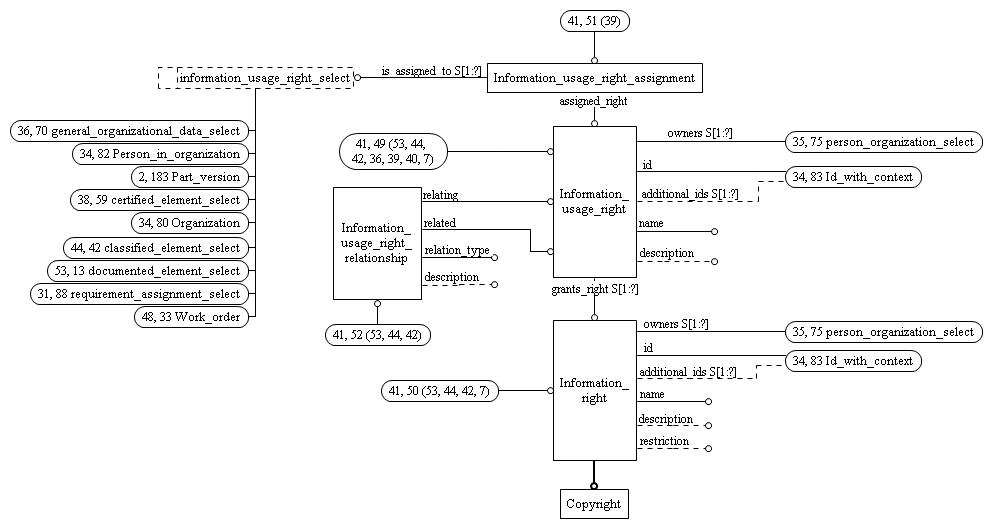 41, 51 (39)
information_usage_right_select
is_assigned_to S[1:?]
Information_usage_right_assignment
assigned_right
36, 70 general_organizational_data_select
34, 82 Person_in_organization
2, 183 Part_version
38, 59 certified_element_select
34, 80 Organization
44, 42 classified_element_select
53, 13 documented_element_select
31, 88 requirement_assignment_select
48, 33 Work_order
41, 49 (53, 44,
42, 36, 39, 40, 7)
Information_
usage_right_
relationship
relating
related
relation_type
description
41, 52 (53, 44, 42)
Information_
usage_right
owners S[1:?]
35, 75 person_organization_select
id
34, 83 Id_with_context
additional_ids S[1:?]
name
description
grants_right S[1:?]
41, 50 (53, 44, 42, 7)
Information_
right
owners S[1:?]
35, 75 person_organization_select
id
34, 83 Id_with_context
additional_ids S[1:?]
name
description
restriction
Copyright